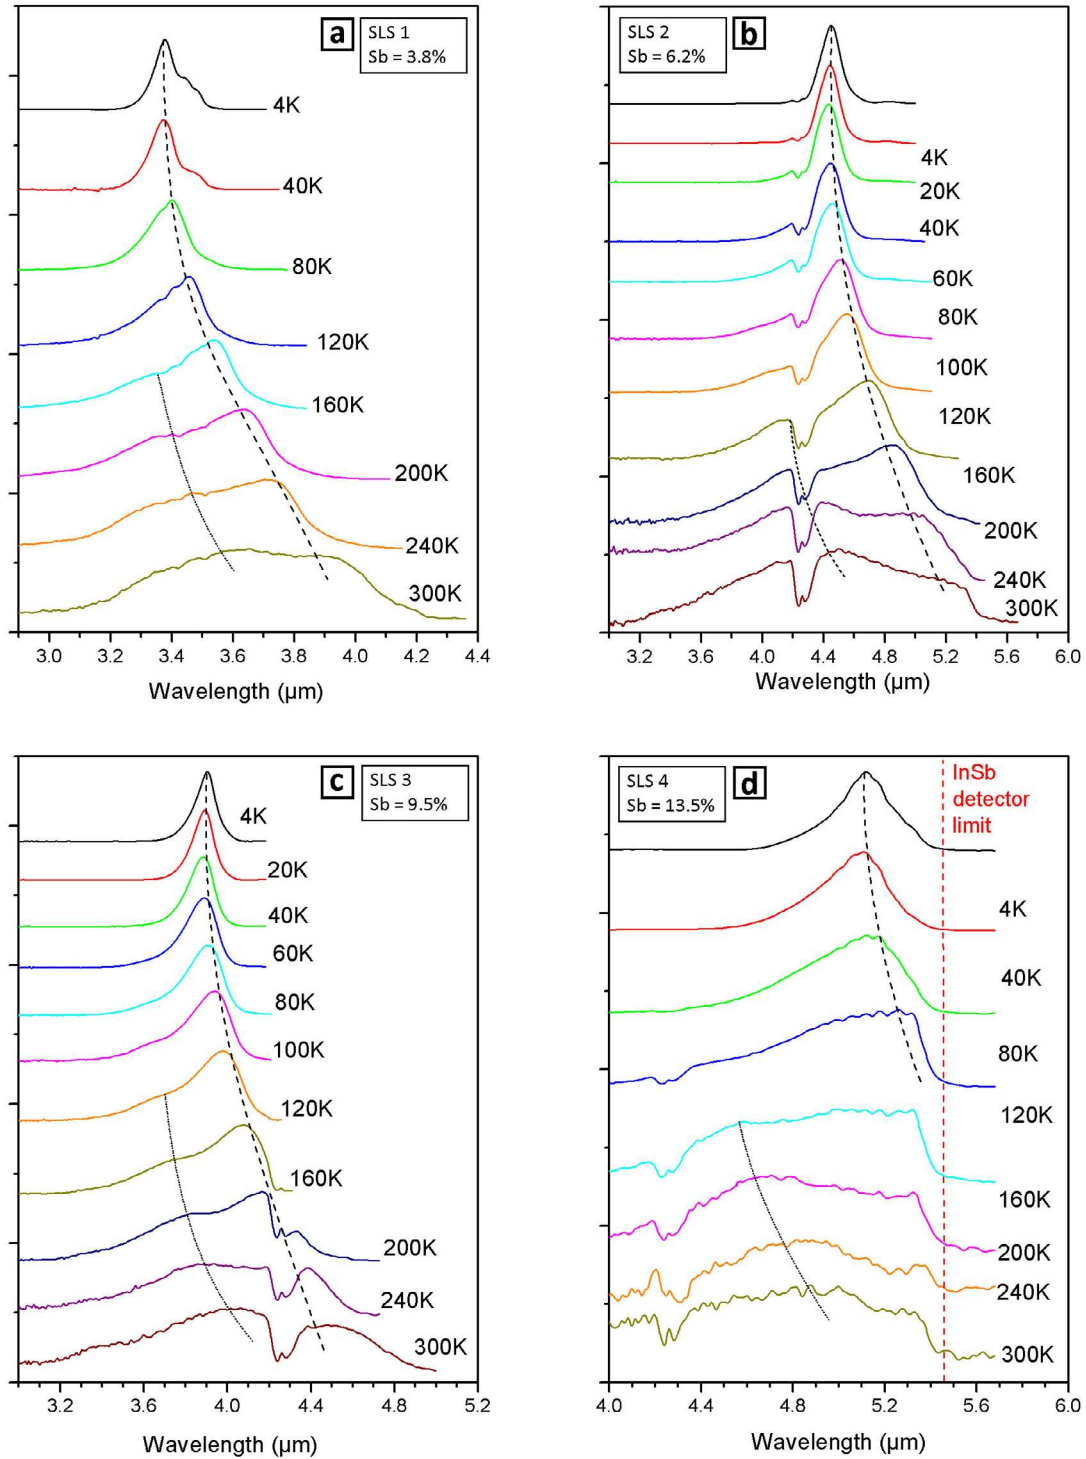 a
SLS 1
Sb = 3.8%
4K
40K
80K
120K
160K
200K
240K
300K
3.0 3.2 3.4 3.6 3.8 4.0 4.2 4.4
Wavelength (µm)
SLS 2
Sb = 6.2%
b
4K
20K
40K
60K
80K
100K
120K
160K
200K
240K
300K
3.2 3.6 4.0 4.4 4.8 5.2 5.6 6.0
Wavelength (µm)
c
SLS 3
Sb = 9.5%
4K
20K
40K
60K
80K
100K
120K
160K
200K
240K
300K
3.2 3.6 4.0 4.4 4.8 5.2
Wavelength (µm)
SLS 4
Sb = 13.5%
d
InSb
detector
limit
4K
40K
80K
120K
160K
200K
240K
300K
4.0 4.4 4.8 5.2 5.6 6.0
Wavelength (µm)